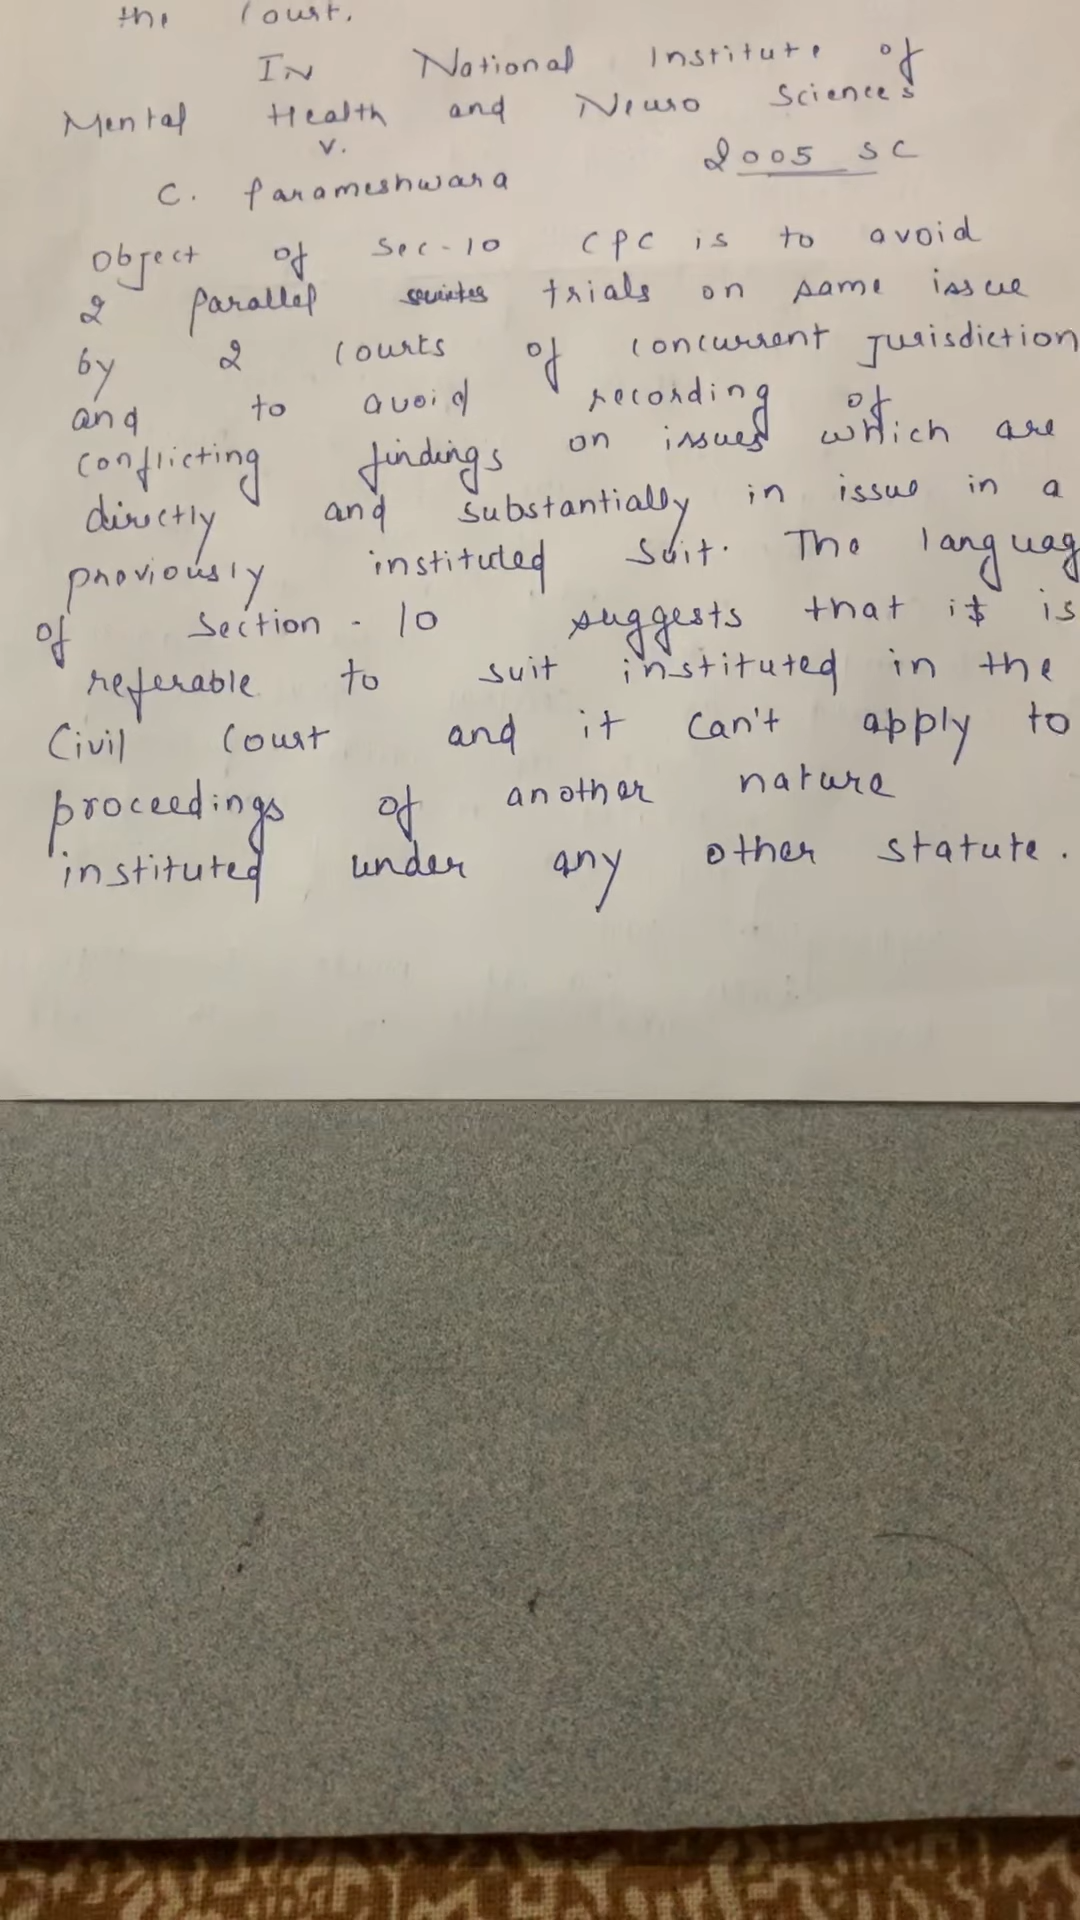 the Court.
IN National Institute of
Mental Health and Neuro Sciences
v.
C. Parameshwara 2005 SC
Object of Sec-10 CPC is to avoid
2 parallel trials on same issue
by 2 courts of concurrent jurisdiction
and to avoid recording of
conflicting findings on issues which are
directly and substantially in issue in a
previously instituted suit. The languag
of Section - 10 suggests that it is
referable to suit instituted in the
Civil Court and it can't apply to
proceedings of another nature
instituted under any other statute.